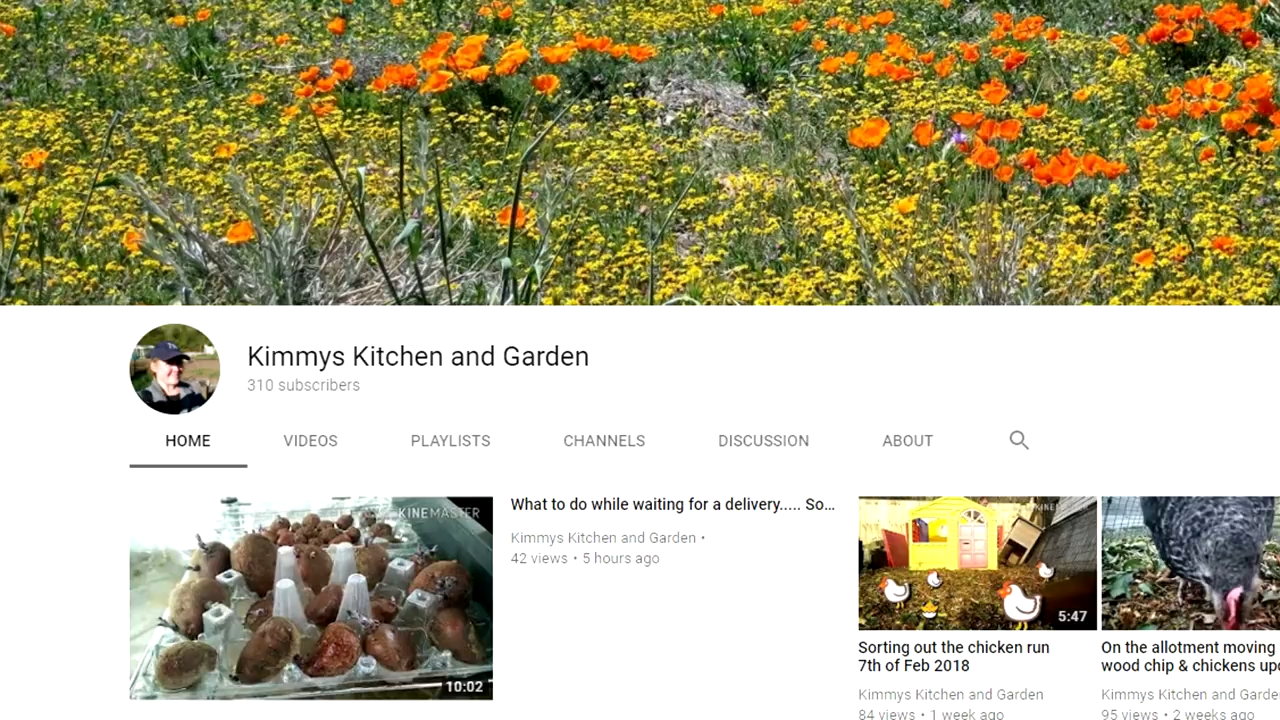 Kimmys Kitchen and Garden
310 subscribers
HOME
VIDEOS
PLAYLISTS
CHANNELS
DISCUSSION
ABOUT
KINEMASTER
10:02
What to do while waiting for a delivery..... So...
Kimmys Kitchen and Garden •
42 views • 5 hours ago
KINEMASTER
5:47
Sorting out the chicken run
7th of Feb 2018
Kimmys Kitchen and Garden
84 views • 1 week ago
On the allotment moving
wood chip & chickens up
Kimmys Kitchen and Garde
95 views • 2 weeks ago